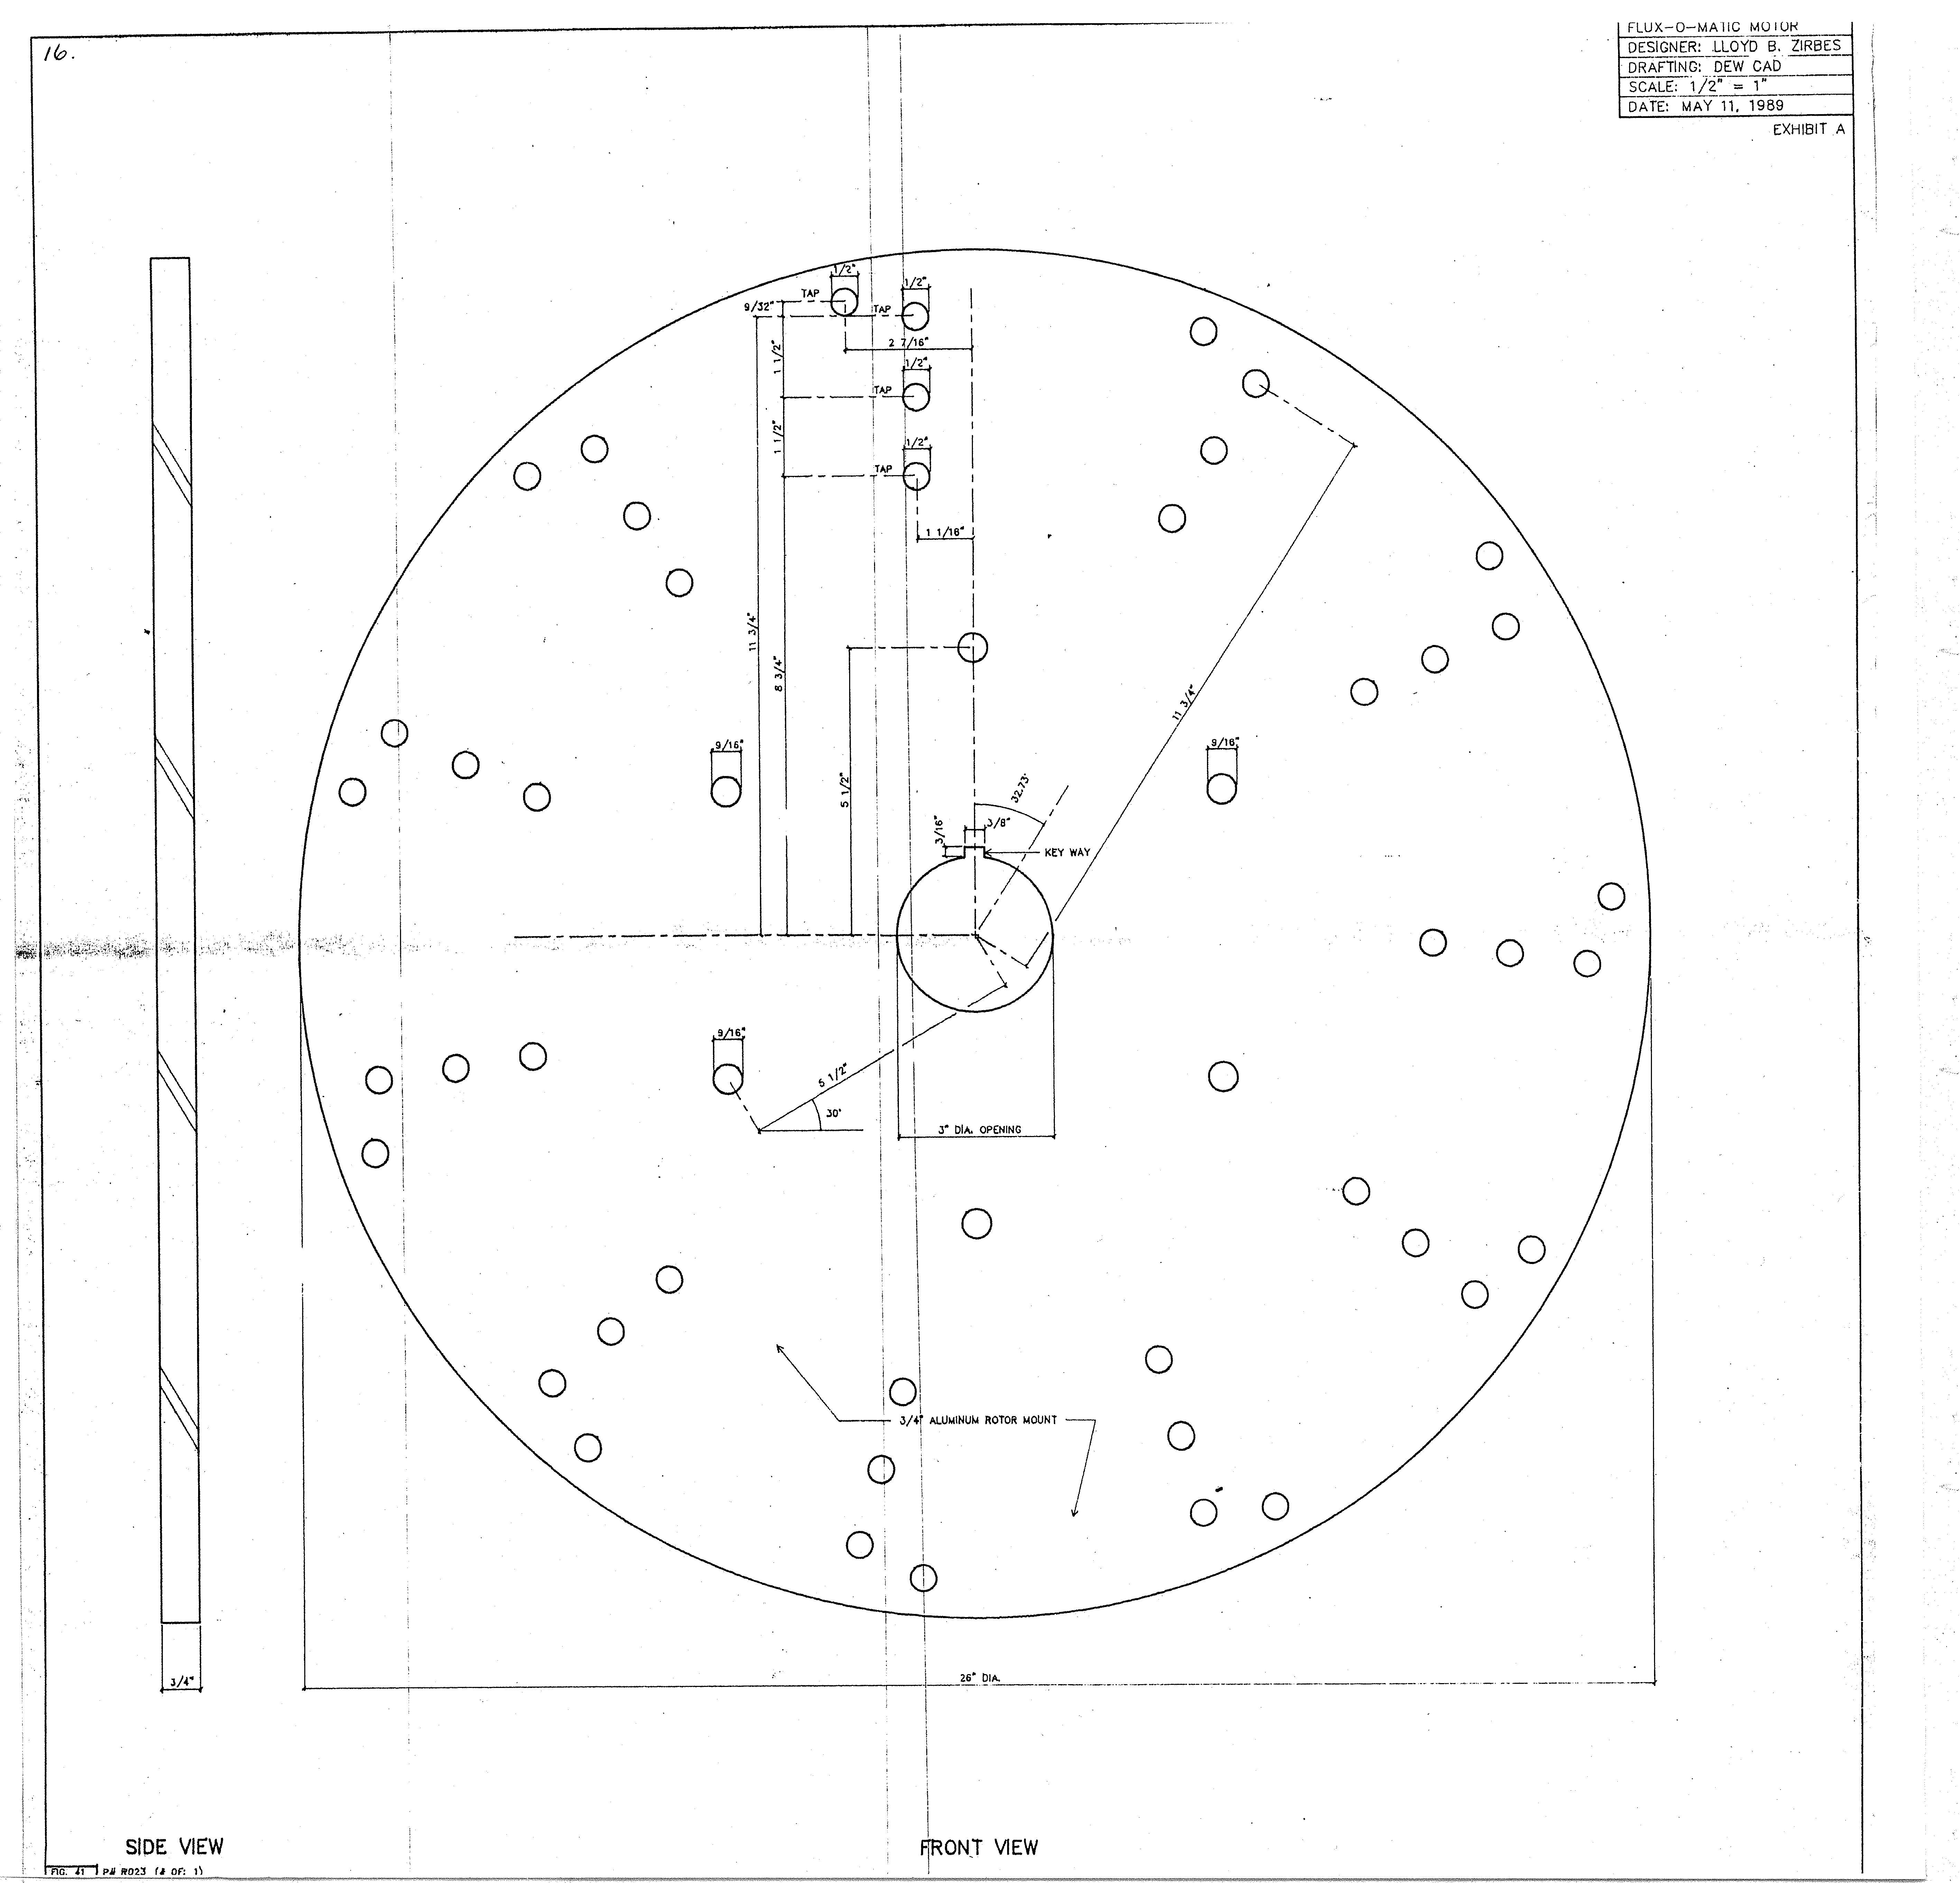 16.
FLUX-O-MATIC MOTOR
DESIGNER: LLOYD B. ZIRBES
DRAFTING: DEW CAD
SCALE: 1/2" = 1"
DATE: MAY 11, 1989
EXHIBIT A
1/2"
TAP
9/32"
1/2"
TAP
2 7/16"
1 1/2"
1/2"
TAP
1 1/2"
1/2"
TAP
1 1/16"
11 3/4"
8 3/4"
11 3/4"
9/16"
9/16"
5 1/2"
32.73°
3/16"
3/8"
KEY WAY
9/16"
5 1/2"
30°
3" DIA. OPENING
3/4" ALUMINUM ROTOR MOUNT
3/4"
26" DIA.
SIDE VIEW
FRONT VIEW
FIG. 41
P# R023 (# OF: 1)